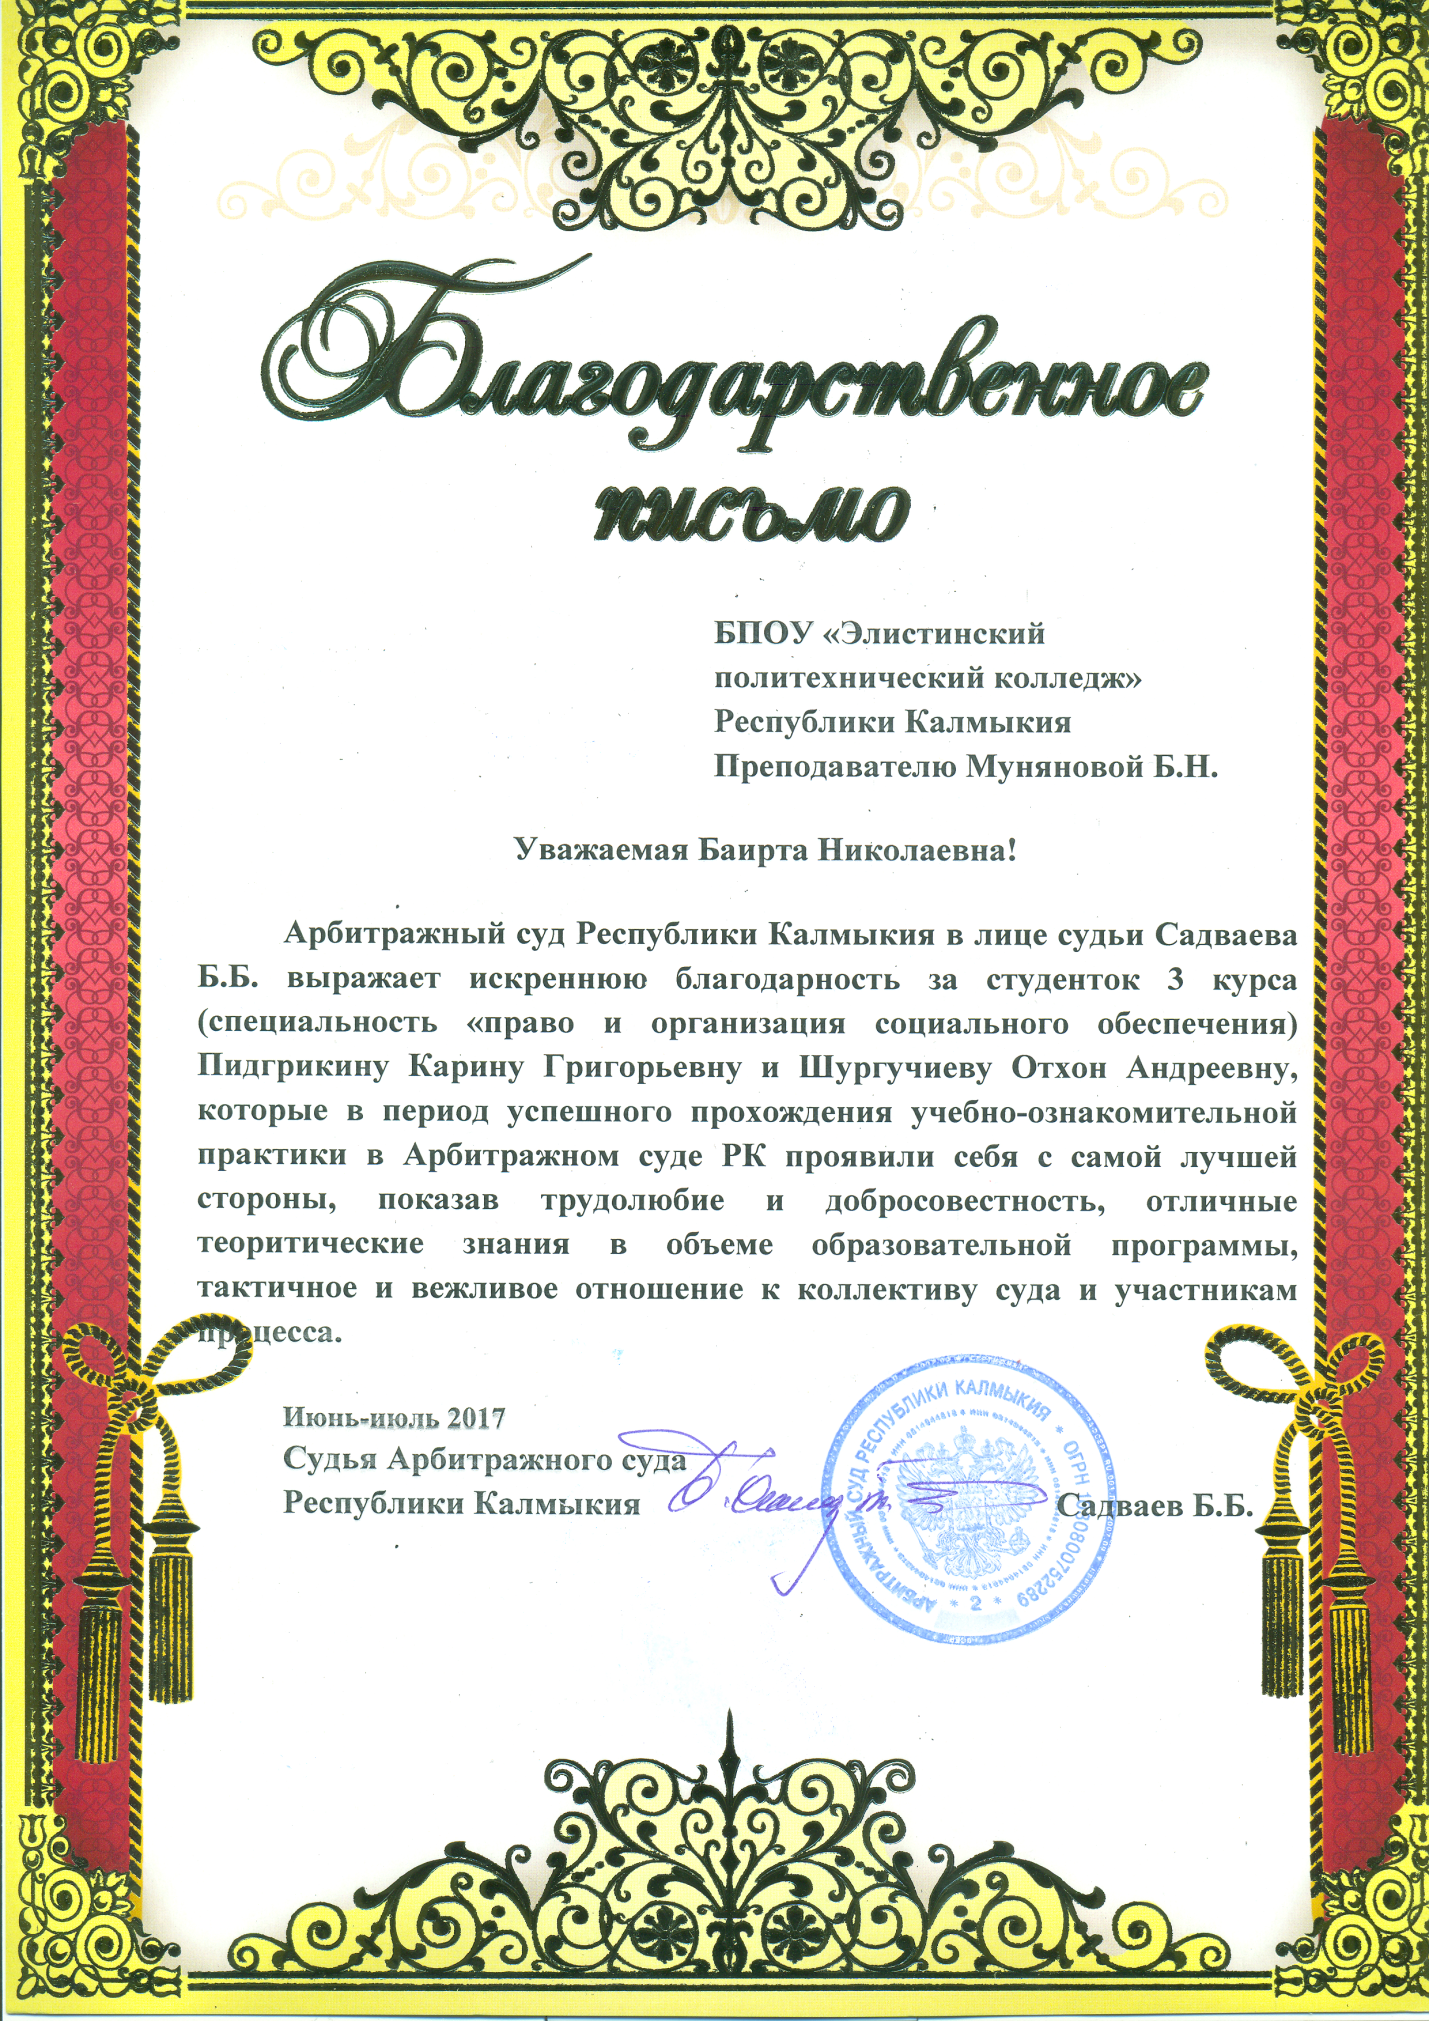 Благодарственное
письмо
БПОУ «Элистинский
политехнический колледж»
Республики Калмыкия
Преподавателю Муняновой Б.Н.
Уважаемая Баирта Николаевна!
Арбитражный суд Республики Калмыкия в лице судьи Садваева
Б.Б. выражает искреннюю благодарность за студенток 3 курса
(специальность «право и организация социального обеспечения)
Пидгрикину Карину Григорьевну и Шургучиеву Отхон Андреевну,
которые в период успешного прохождения учебно-ознакомительной
практики в Арбитражном суде РК проявили себя с самой лучшей
стороны, показав трудолюбие и добросовестность, отличные
теоритические знания в объеме образовательной программы,
тактичное и вежливое отношение к коллективу суда и участникам
процесса.
Июнь-июль 2017
Судья Арбитражного суда
Республики Калмыкия Садваев Б.Б.
АРБИТРАЖНЫЙ СУД РЕСПУБЛИКИ КАЛМЫКИЯ * ОГРН * 2 *